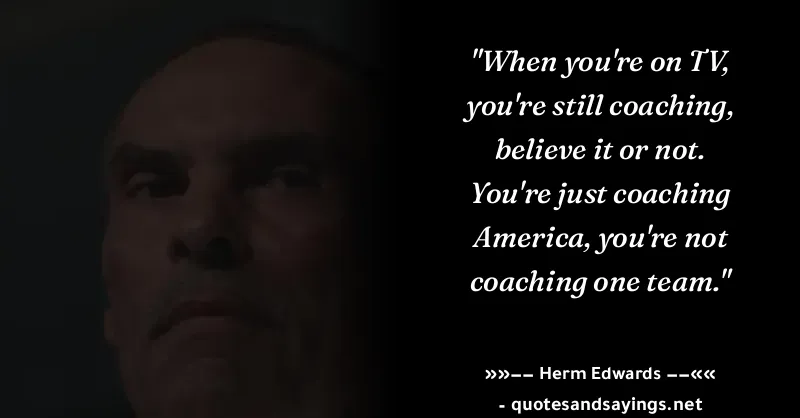 "When you're on TV,
you're still coaching,
believe it or not.
You're just coaching
America, you're not
coaching one team."
»»−− Herm Edwards −−««
- quotesandsayings.net